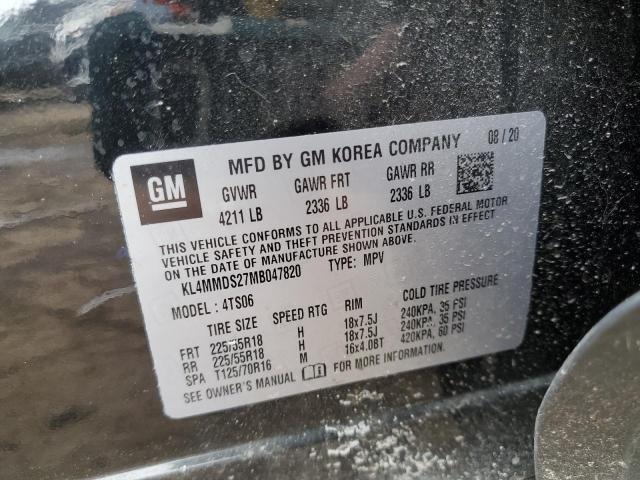 GM
MFD BY GM KOREA COMPANY 08/20
GVWR GAWR FRT GAWR RR
4211 LB 2336 LB 2336 LB
THIS VEHICLE CONFORMS TO ALL APPLICABLE U.S. FEDERAL MOTOR
VEHICLE SAFETY AND THEFT PREVENTION STANDARDS IN EFFECT
ON THE DATE OF MANUFACTURE SHOWN ABOVE.
KL4MMDS27MB047820 TYPE: MPV
MODEL: 4TS06
TIRE SIZE SPEED RTG RIM COLD TIRE PRESSURE
FRT 225/55R18 H 18x7.5J 240KPA, 35 PSI
RR 225/55R18 H 18x7.5J 240KPA, 35 PSI
SPA T125/70R16 M 16x4.0BT 420KPA, 60 PSI
SEE OWNER'S MANUAL FOR MORE INFORMATION.